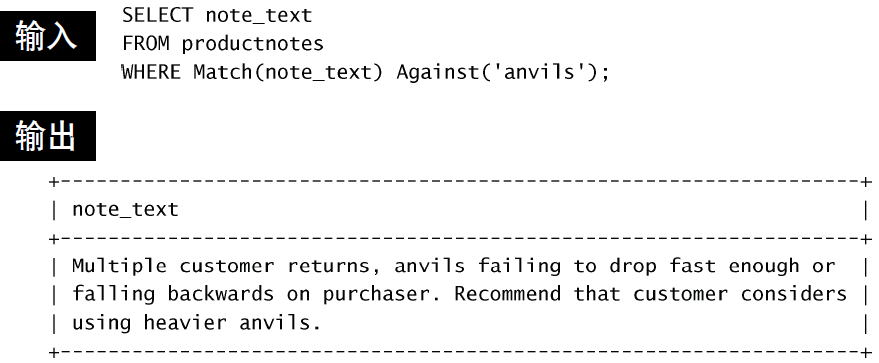 输入
SELECT note_text
FROM productnotes
WHERE Match(note_text) Against('anvils');
输出
+------------------------------------------------------------------+
| note_text                                                        |
+------------------------------------------------------------------+
| Multiple customer returns, anvils failing to drop fast enough or |
| falling backwards on purchaser. Recommend that customer considers |
| using heavier anvils.                                            |
+------------------------------------------------------------------+